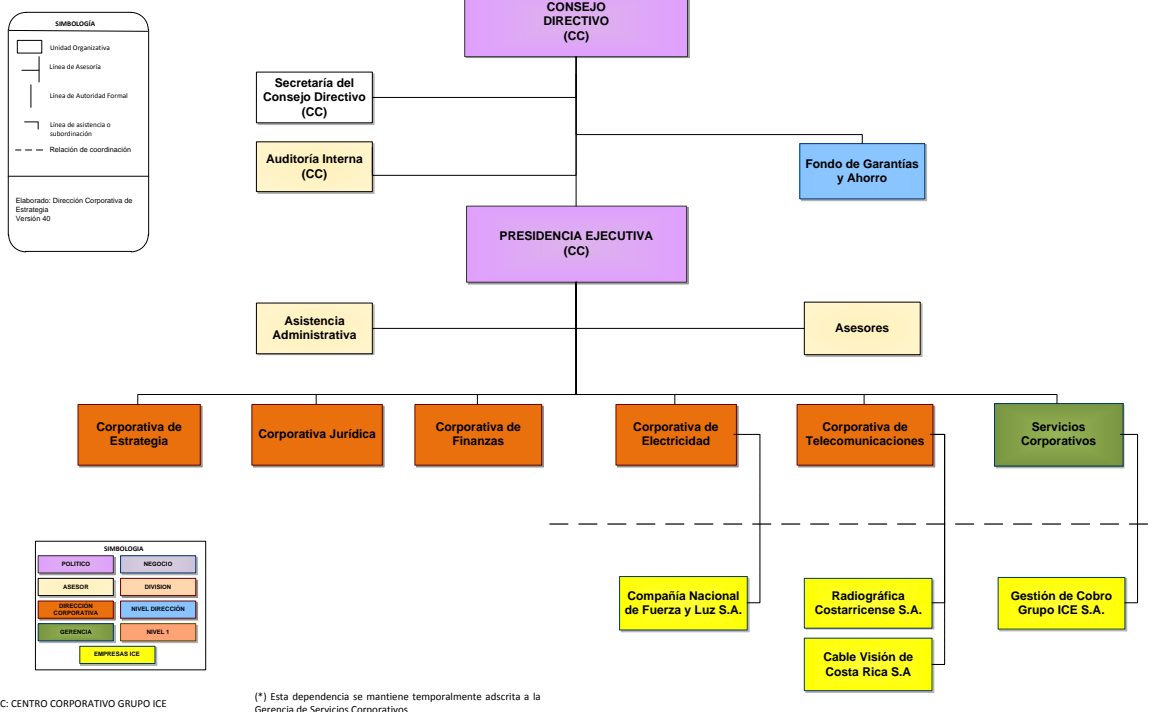 CONSEJO
DIRECTIVO
(CC)
SIMBOLOGÍA
Unidad Organizativa
Línea de Asesoría
Línea de Autoridad Formal
Línea de asistencia o
subordinación
Relación de coordinación
Elaborado: Dirección Corporativa de
Estrategia
Versión 40
Secretaría del
Consejo Directivo
(CC)
Auditoría Interna
(CC)
Fondo de Garantías
y Ahorro
PRESIDENCIA EJECUTIVA
(CC)
Asistencia
Administrativa
Asesores
Corporativa de
Estrategia
Corporativa Jurídica
Corporativa de
Finanzas
Corporativa de
Electricidad
Corporativa de
Telecomunicaciones
Servicios
Corporativos
Compañía Nacional
de Fuerza y Luz S.A.
Radiográfica
Costarricense S.A.
Gestión de Cobro
Grupo ICE S.A.
Cable Visión de
Costa Rica S.A
SIMBOLOGIA
POLITICO
NEGOCIO
ASESOR
DIVISION
DIRECCIÓN
CORPORATIVA
NIVEL DIRECCIÓN
GERENCIA
NIVEL 1
EMPRESAS ICE
C: CENTRO CORPORATIVO GRUPO ICE
(*) Esta dependencia se mantiene temporalmente adscrita a la
Gerencia de Servicios Corporativos